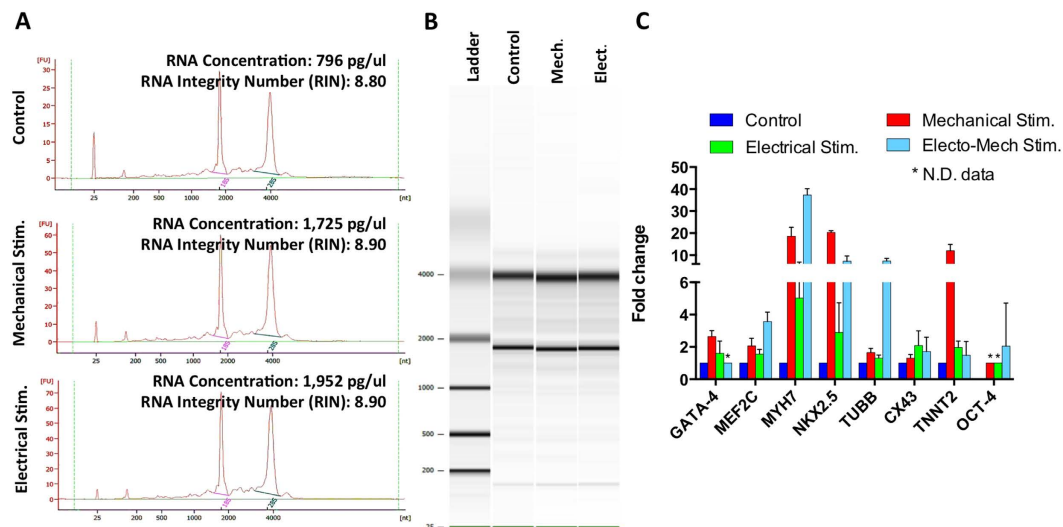 A
Control
RNA Concentration: 796 pg/ul
RNA Integrity Number (RIN): 8.80
[FU]
30
25
20
15
10
5
0
18S
28S
25 200 500 1000 2000 4000 [nt]
Mechanical Stim.
RNA Concentration: 1,725 pg/ul
RNA Integrity Number (RIN): 8.90
[FU]
60
50
40
30
20
10
0
18S
28S
25 200 500 1000 2000 4000 [nt]
Electrical Stim.
RNA Concentration: 1,952 pg/ul
RNA Integrity Number (RIN): 8.90
[FU]
70
60
50
40
30
20
10
0
18S
28S
25 200 500 1000 2000 4000 [nt]
B
Ladder
Control
Mech.
Elect.
4000
2000
1000
500
200
25
C
Control
Mechanical Stim.
Electrical Stim.
Electo-Mech Stim.
* N.D. data
Fold change
50
40
30
20
10
6
4
2
0
*
* *
GATA-4
MEF2C
MYH7
NKX2.5
TUBB
CX43
TNNT2
OCT-4